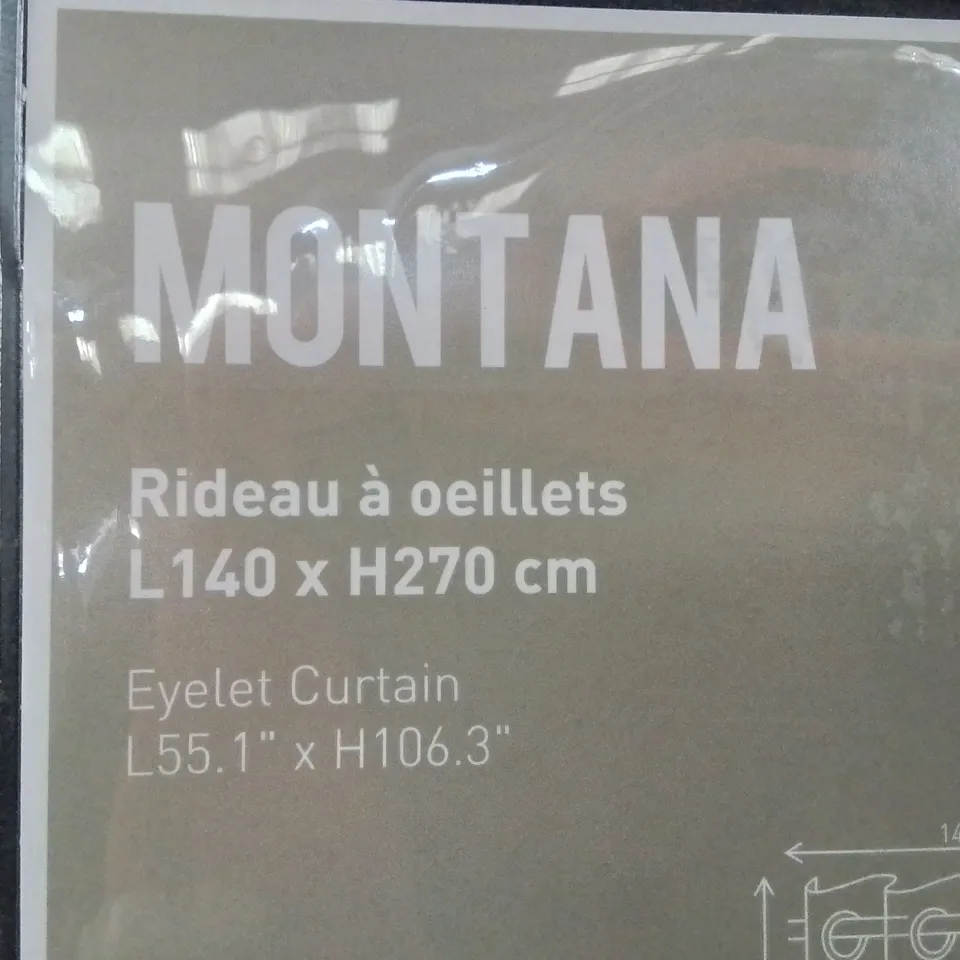 MONTANA
Rideau à oeillets
L140 x H270 cm
Eyelet Curtain
L55.1" x H106.3"